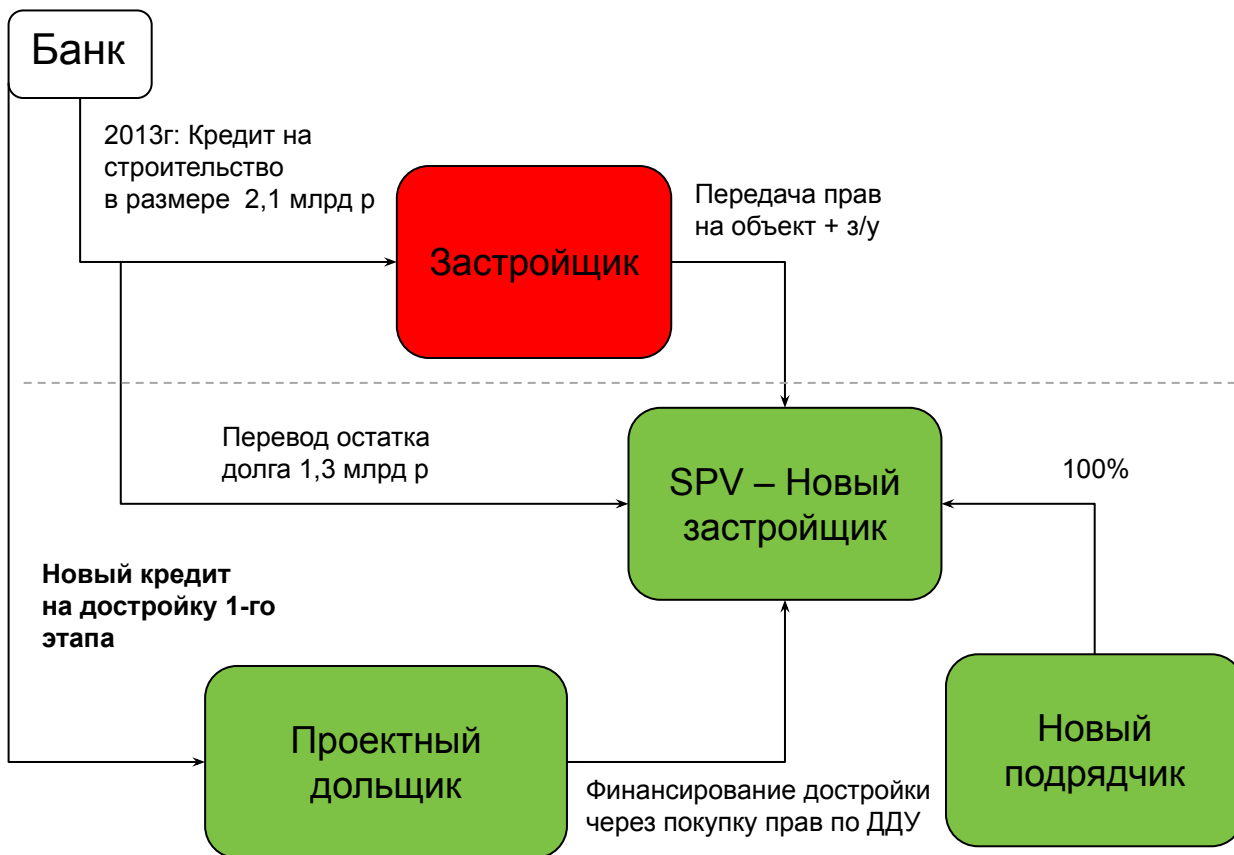 Банк
2013г: Кредит на
строительство
в размере  2,1 млрд р
Застройщик
Передача прав
на объект + з/у
Перевод остатка
долга 1,3 млрд р
SPV – Новый
застройщик
100%
Новый кредит
на достройку 1-го
этапа
Проектный
дольщик
Финансирование достройки
через покупку прав по ДДУ
Новый
подрядчик